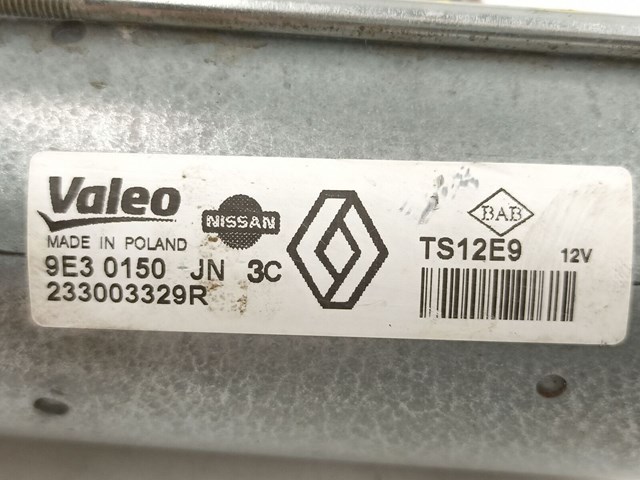 Valeo
NISSAN
BAB
MADE IN POLAND
TS12E9 12V
9E3 0150 JN 3C
233003329R